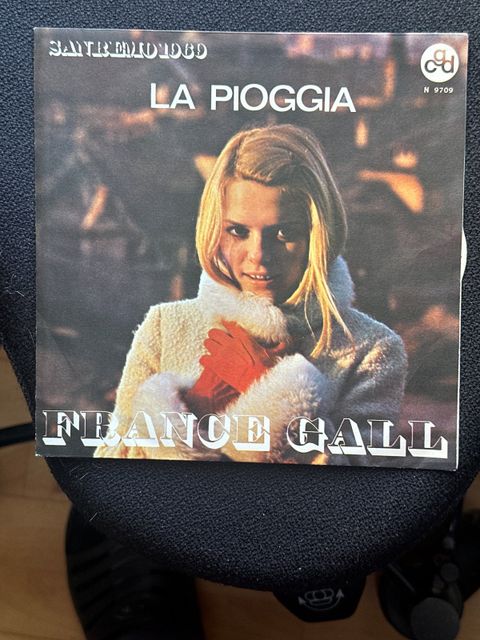 SANREMO 1969
cgd
N 9709
LA PIOGGIA
FRANCE GALL